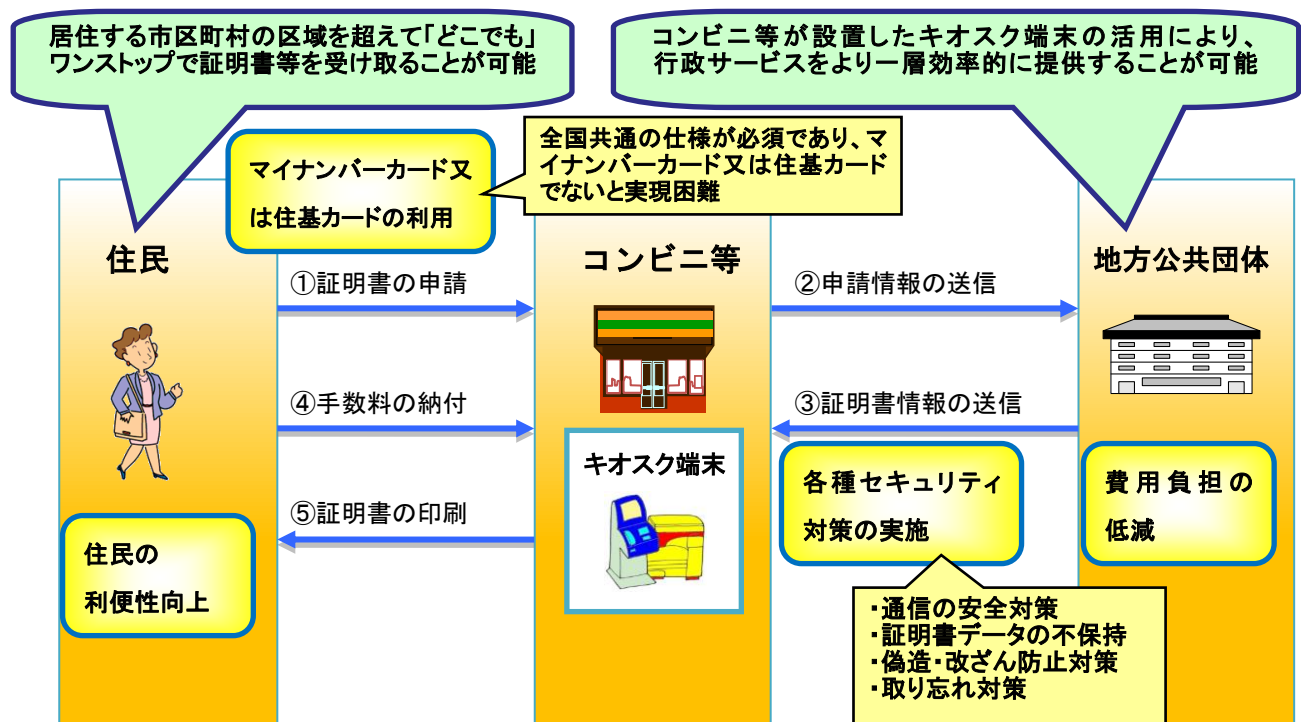 居住する市区町村の区域を超えて「どこでも」
ワンストップで証明書等を受け取ることが可能
コンビニ等が設置したキオスク端末の活用により、
行政サービスをより一層効率的に提供することが可能
マイナンバーカード又
は住基カードの利用
全国共通の仕様が必須であり、マ
イナンバーカード又は住基カード
でないと実現困難
住民
コンビニ等
地方公共団体
①証明書の申請
②申請情報の送信
④手数料の納付
③証明書情報の送信
キオスク端末
⑤証明書の印刷
各種セキュリティ
対策の実施
費用負担の
低減
住民の
利便性向上
・通信の安全対策
・証明書データの不保持
・偽造・改ざん防止対策
・取り忘れ対策